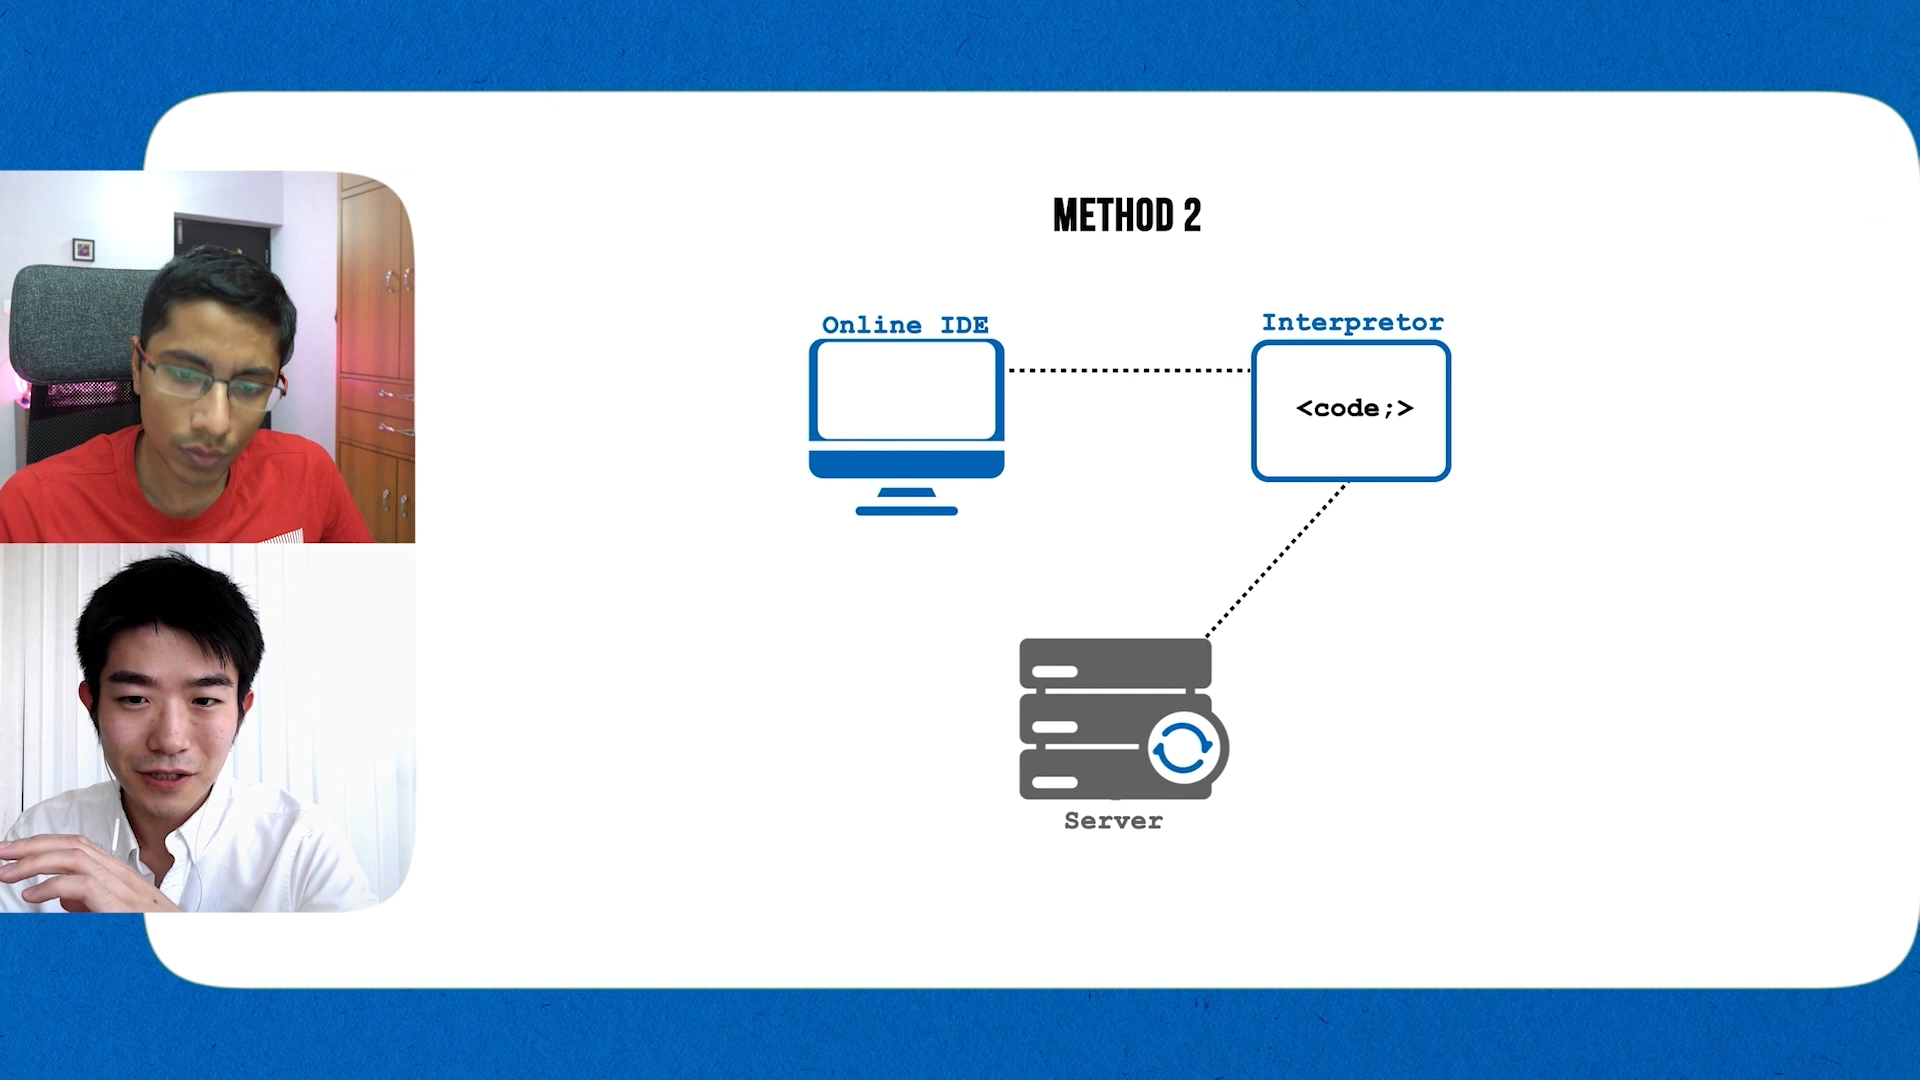 METHOD 2
Online IDE
Interpretor
<code;>
Server